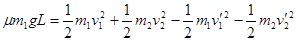 μm₁gL = ½m₁v₁² + ½m₂v₂² − ½m₁v₁′² − ½m₂v₂′²